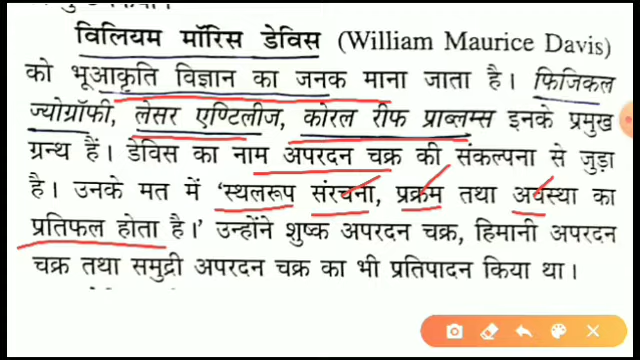 विलियम मॉरिस डेविस (William Maurice Davis)
को भूआकृति विज्ञान का जनक माना जाता है। फिजिकल
ज्योग्रॉफी, लेसर एण्टिलीज, कोरल रीफ प्राब्लम्स इनके प्रमुख
ग्रन्थ हैं। डेविस का नाम अपरदन चक्र की संकल्पना से जुड़ा
है। उनके मत में ‘स्थलरूप संरचना, प्रक्रम तथा अवस्था का
प्रतिफल होता है।’ उन्होंने शुष्क अपरदन चक्र, हिमानी अपरदन
चक्र तथा समुद्री अपरदन चक्र का भी प्रतिपादन किया था।